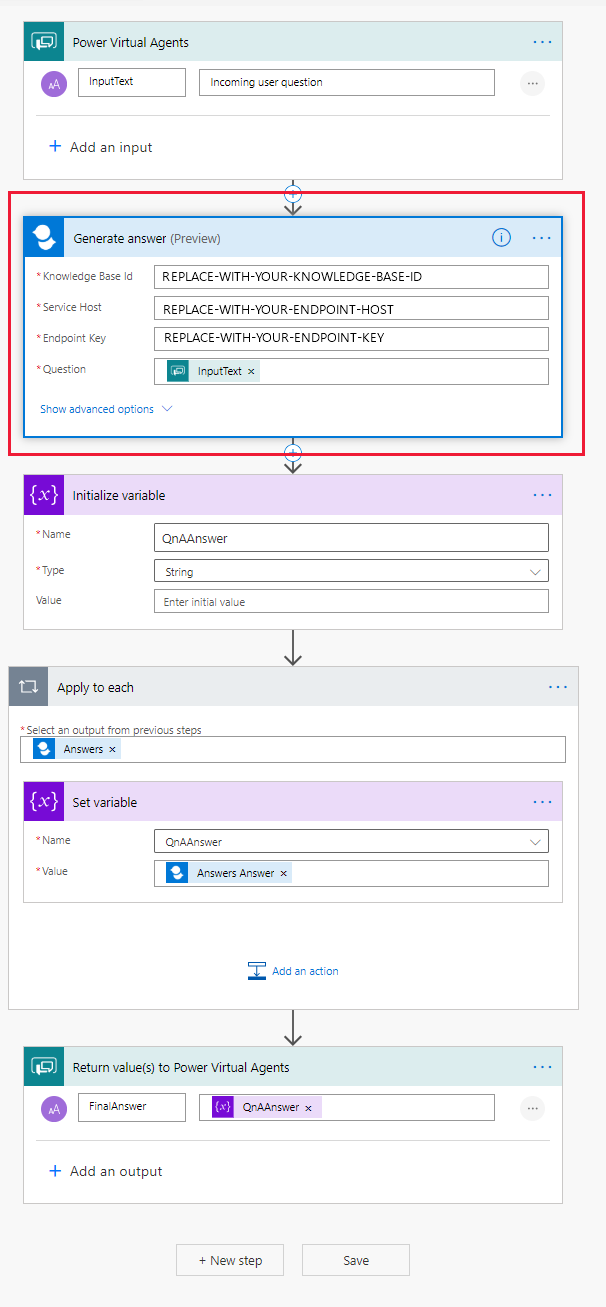 Power Virtual Agents ...
AA InputText Incoming user question ...
+ Add an input
Generate answer (Preview) i ...
*Knowledge Base Id REPLACE-WITH-YOUR-KNOWLEDGE-BASE-ID
*Service Host REPLACE-WITH-YOUR-ENDPOINT-HOST
*Endpoint Key REPLACE-WITH-YOUR-ENDPOINT-KEY
*Question InputText ×
Show advanced options
{x} Initialize variable ...
*Name QnAAnswer
*Type String
Value Enter initial value
Apply to each ...
*Select an output from previous steps
Answers ×
{x} Set variable ...
*Name QnAAnswer
*Value Answers Answer ×
Add an action
Return value(s) to Power Virtual Agents ...
AA FinalAnswer {x} QnAAnswer × ...
+ Add an output
+ New step Save